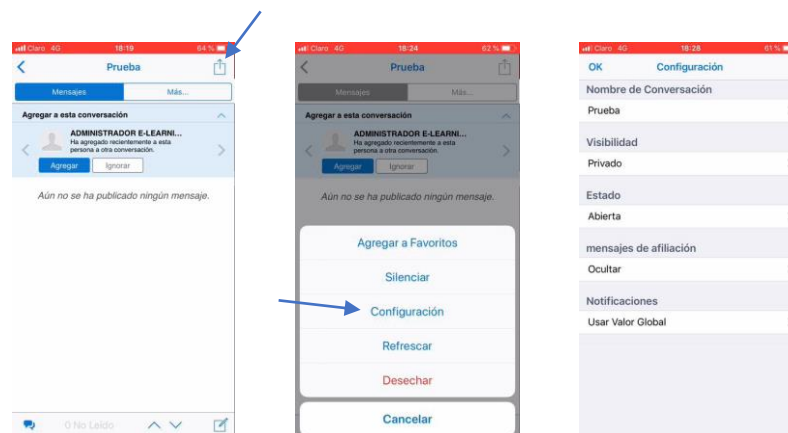 Claro 4G 18:19 64 %
Prueba
Mensajes Más...
Agregar a esta conversación
ADMINISTRADOR E-LEARNI...
Ha agregado recientemente a esta
persona a otra conversación.
Agregar Ignorar
Aún no se ha publicado ningún mensaje.
0 No Leído
Claro 4G 18:24 62 %
Prueba
Mensajes Más...
Agregar a esta conversación
ADMINISTRADOR E-LEARNI...
Ha agregado recientemente a esta
persona a otra conversación.
Agregar Ignorar
Aún no se ha publicado ningún mensaje.
Agregar a Favoritos
Silenciar
Configuración
Refrescar
Desechar
Cancelar
Claro 4G 18:28 61 %
OK Configuración
Nombre de Conversación
Prueba
Visibilidad
Privado
Estado
Abierta
mensajes de afiliación
Ocultar
Notificaciones
Usar Valor Global